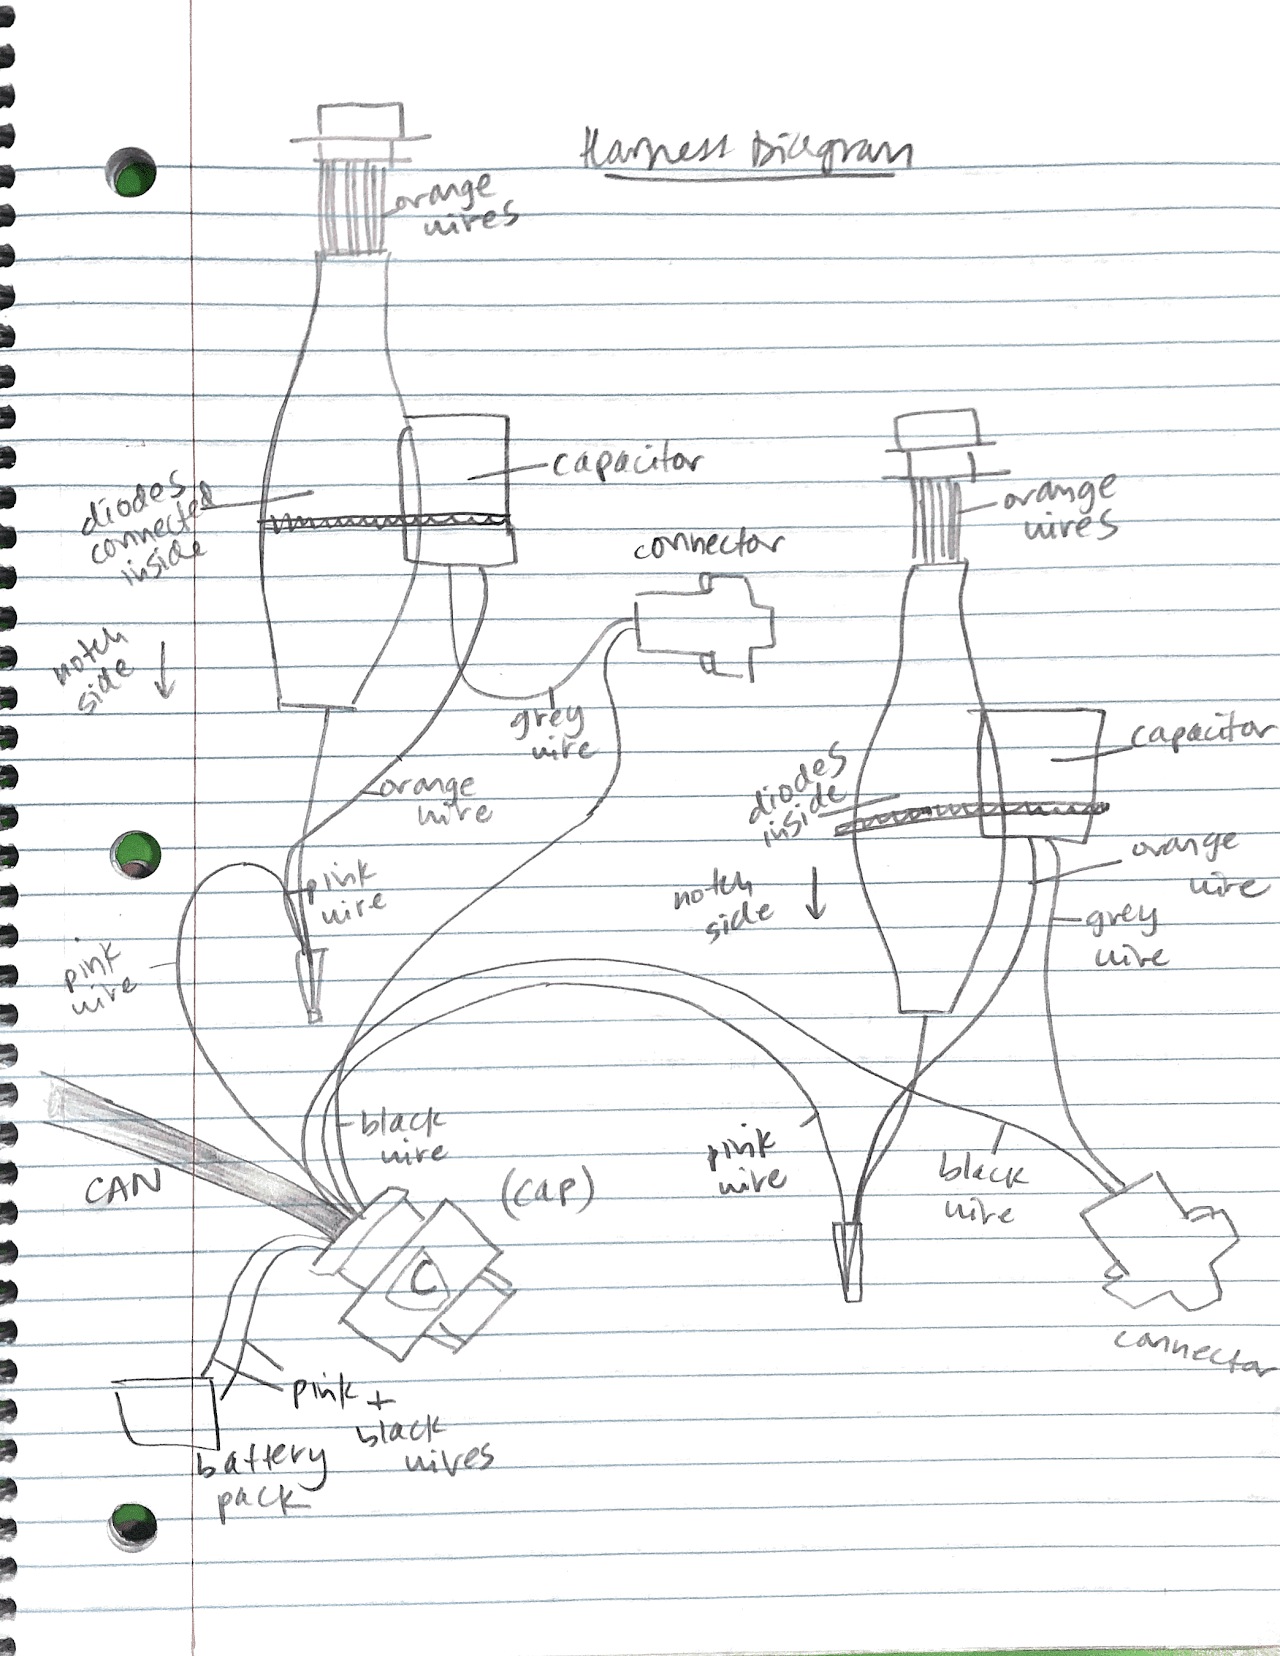 Harness Diagram
orange
wires
capacitor
diodes
connected
inside
connector
orange
wires
notch
side
grey
wire
capacitor
diodes
inside
orange
wire
orange
wire
pink
wire
notch
side
grey
wire
pink
wire
black
wire
CAN
(cap)
pink
wire
black
wire
C
connector
pink +
black
wires
battery
pack